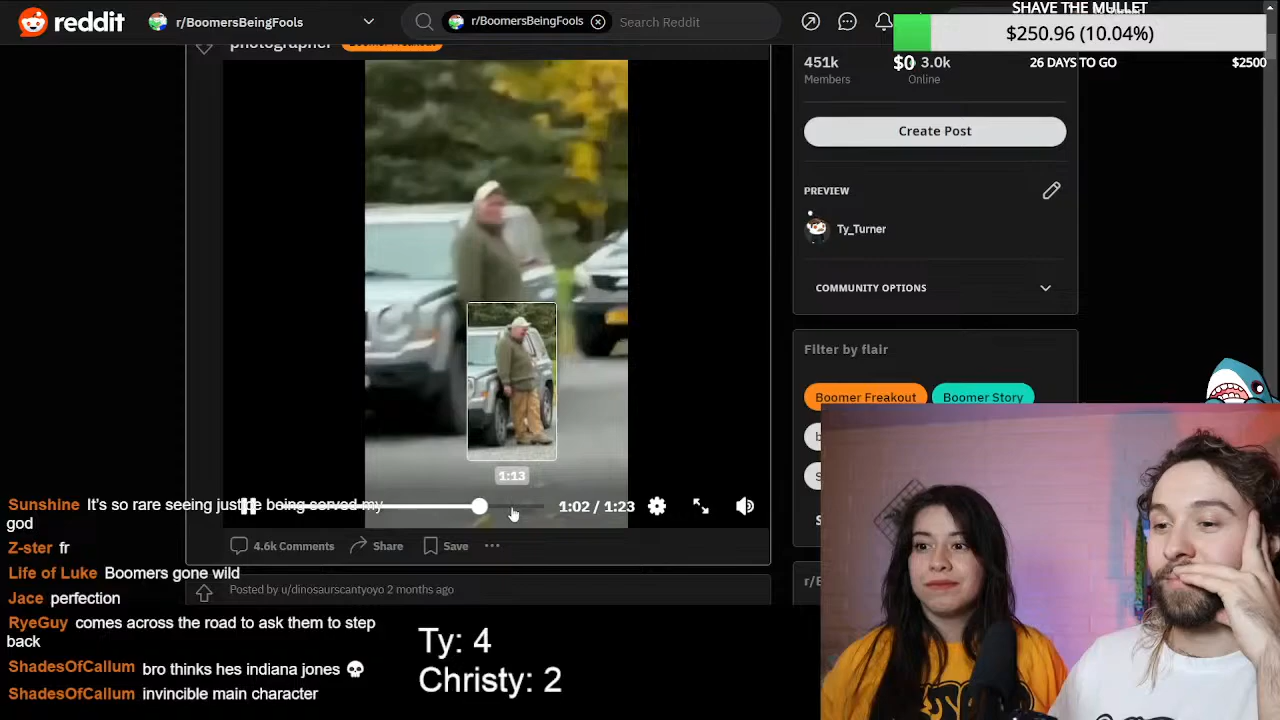 reddit
r/BoomersBeingFools
r/BoomersBeingFools
Search Reddit
SHAVE THE MULLET
$250.96 (10.04%)
$0
26 DAYS TO GO
$2500
photographer
451k
3.0k
Members
Online
Create Post
PREVIEW
Ty_Turner
COMMUNITY OPTIONS
Filter by flair
Boomer Freakout
Boomer Story
1:13
1:02 / 1:23
4.6k Comments
Share
Save
Posted by u/dinosaurscantyoyo 2 months ago
Sunshine It's so rare seeing justice being served my
god
Z-ster fr
Life of Luke Boomers gone wild
Jace perfection
RyeGuy comes across the road to ask them to step
back
ShadesOfCallum bro thinks hes indiana jones 💀
ShadesOfCallum invincible main character
Ty: 4
Christy: 2